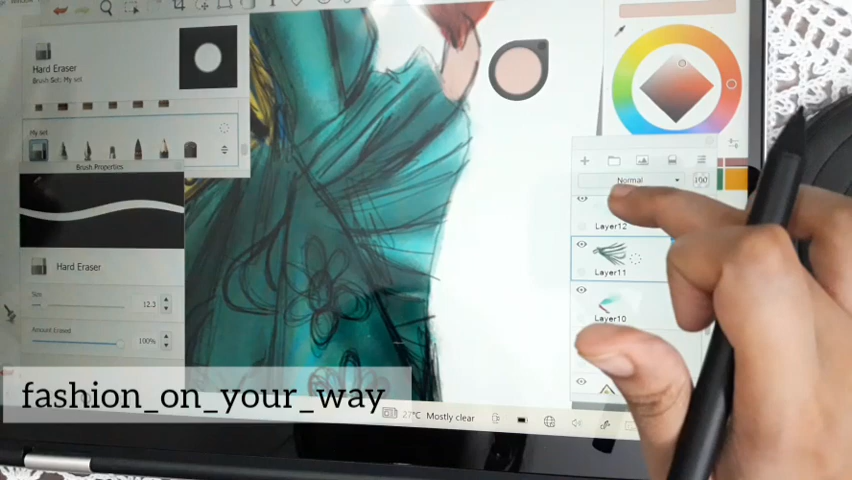 Hard Eraser
Brush Set: My set
My set
Brush Properties
Hard Eraser
Size
12.3
Amount Erased
100%
Normal
100
Layer12
Layer11
Layer10
27°C Mostly clear
fashion_on_your_way